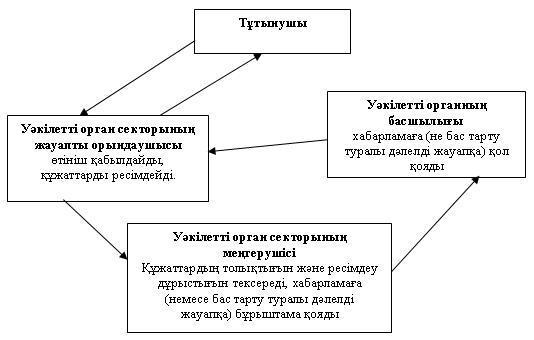 Тұтынушы
Уәкілетті орган секторының
жауапты орындаушысы
өтініш қабылдайды,
құжаттарды ресімдейді.
Уәкілетті органның
басшылығы
хабарламаға (не бас тарту
туралы дәлелді жауапқа) қол
қояды
Уәкілетті орган секторының
меңгерушісі
Құжаттардың толықтығын және ресімдеу
дұрыстығын тексереді, хабарламаға
(немесе бас тарту туралы дәлелді
жауапқа) бұрыштама қояды